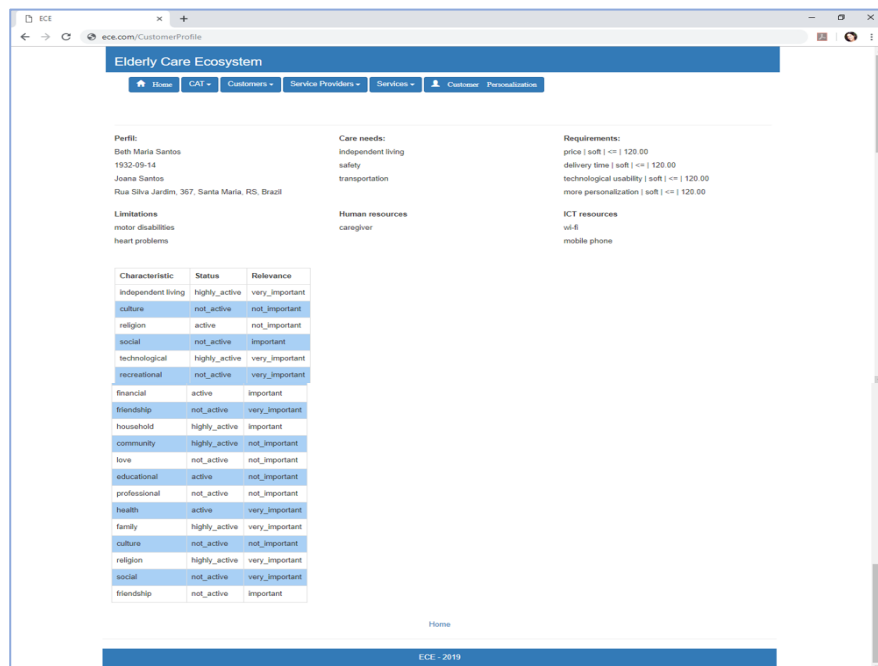 ECE
ece.com/CustomerProfile
Elderly Care Ecosystem
Home CAT Customers Service Providers Services Customer Personalization
Perfil:
Beth Maria Santos
1932-09-14
Joana Santos
Rua Silva Jardim, 367, Santa Maria, RS, Brazil
Care needs:
independent living
safety
transportation
Requirements:
price | soft | <= | 120.00
delivery time | soft | <= | 120.00
technological usability | soft | <= | 120.00
more personalization | soft | <= | 120.00
Limitations
motor disabilities
heart problems
Human resources
caregiver
ICT resources
wi-fi
mobile phone
Characteristic Status Relevance
independent living highly_active very_important
culture not_active not_important
religion active not_important
social not_active important
technological highly_active very_important
recreational not_active very_important
financial active important
friendship not_active very_important
household highly_active important
community highly_active not_important
love not_active not_important
educational active not_important
professional not_active not_important
health active very_important
family highly_active very_important
culture not_active not_important
religion highly_active very_important
social not_active very_important
friendship not_active important
Home
ECE - 2019